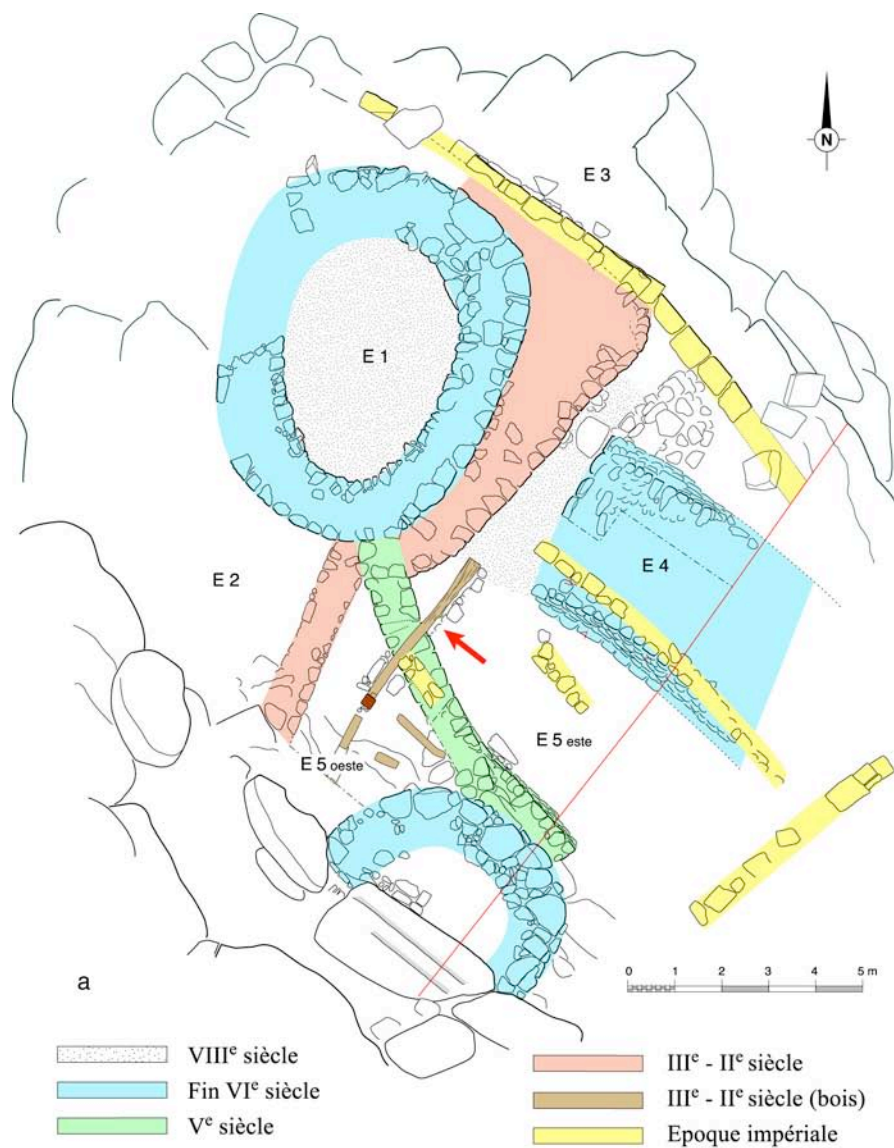 N
E 3
E 1
E 4
E 2
E 5 este
E 5 oeste
0 1 2 3 4 5 m
a
VIIIe siècle
Fin VIe siècle
Ve siècle
IIIe - IIe siècle
IIIe - IIe siècle (bois)
Epoque impériale